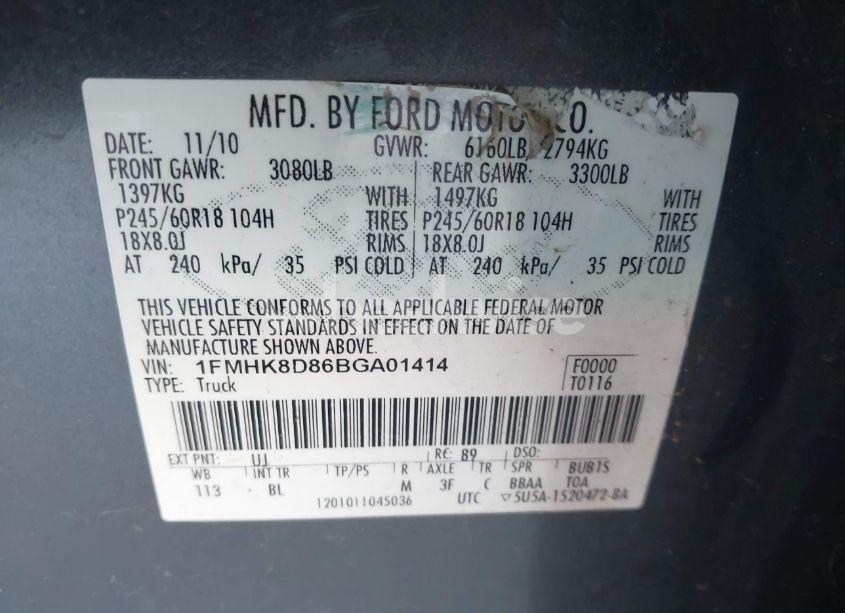 MFD. BY FORD MOTO CO.
DATE: 11/10 GVWR: 6160LB/ 2794KG
FRONT GAWR: 3080LB REAR GAWR: 3300LB
1397KG WITH 1497KG WITH
P245/60R18 104H TIRES P245/60R18 104H TIRES
18X8.0J RIMS 18X8.0J RIMS
AT 240 kPa/ 35 PSI COLD AT 240 kPa/ 35 PSI COLD
THIS VEHICLE CONFORMS TO ALL APPLICABLE FEDERAL MOTOR
VEHICLE SAFETY STANDARDS IN EFFECT ON THE DATE OF
MANUFACTURE SHOWN ABOVE.
VIN: 1FMHK8D86BGA01414 F0000
TYPE: Truck T0116
EXT PNT: UJ RC: 89 DSO:
WB INT TR TP/PS R AXLE TR SPR BUB1S
113 BL M 3F C BBAA TOA
1201011045036 UTC ▽5U5A-1520472-BA